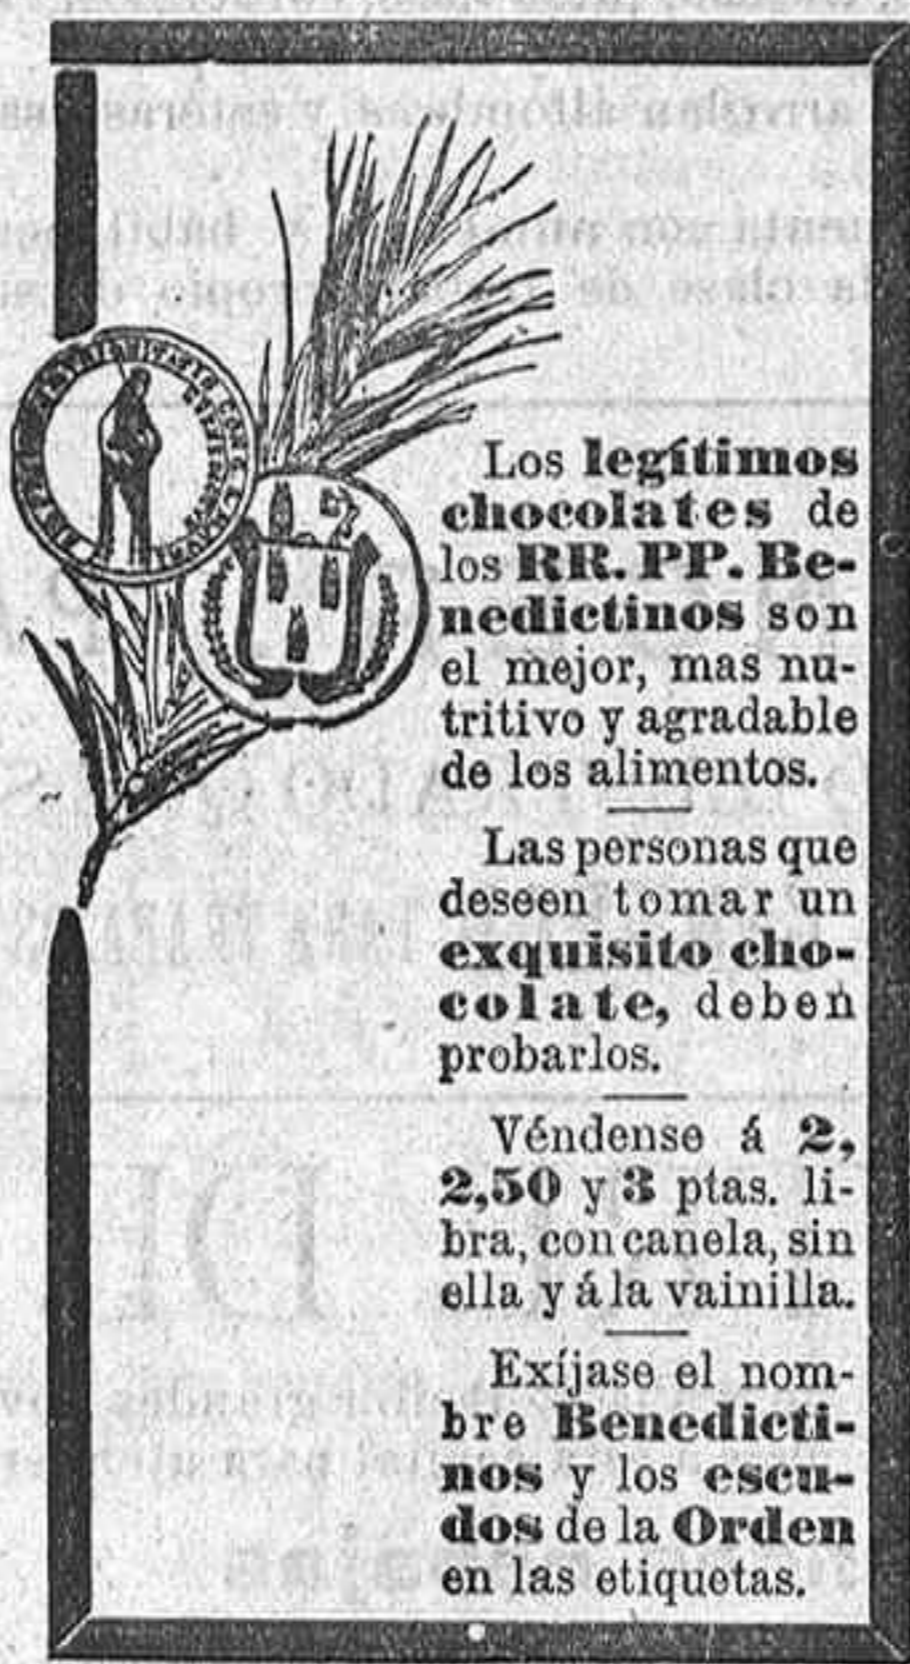 Los legítimos
chocolates de
los RR. PP. Be-
nedictinos son
el mejor, mas nu-
tritivo y agradable
de los alimentos.
Las personas que
deseen tomar un
exquisito cho-
colate, deben
probarlos.
Véndense á 2,
2,50 y 3 ptas. li-
bra, con canela, sin
ella y á la vainilla.
Exíjase el nom-
bre Benedicti-
nos y los escu-
dos de la Orden
en las etiquetas.